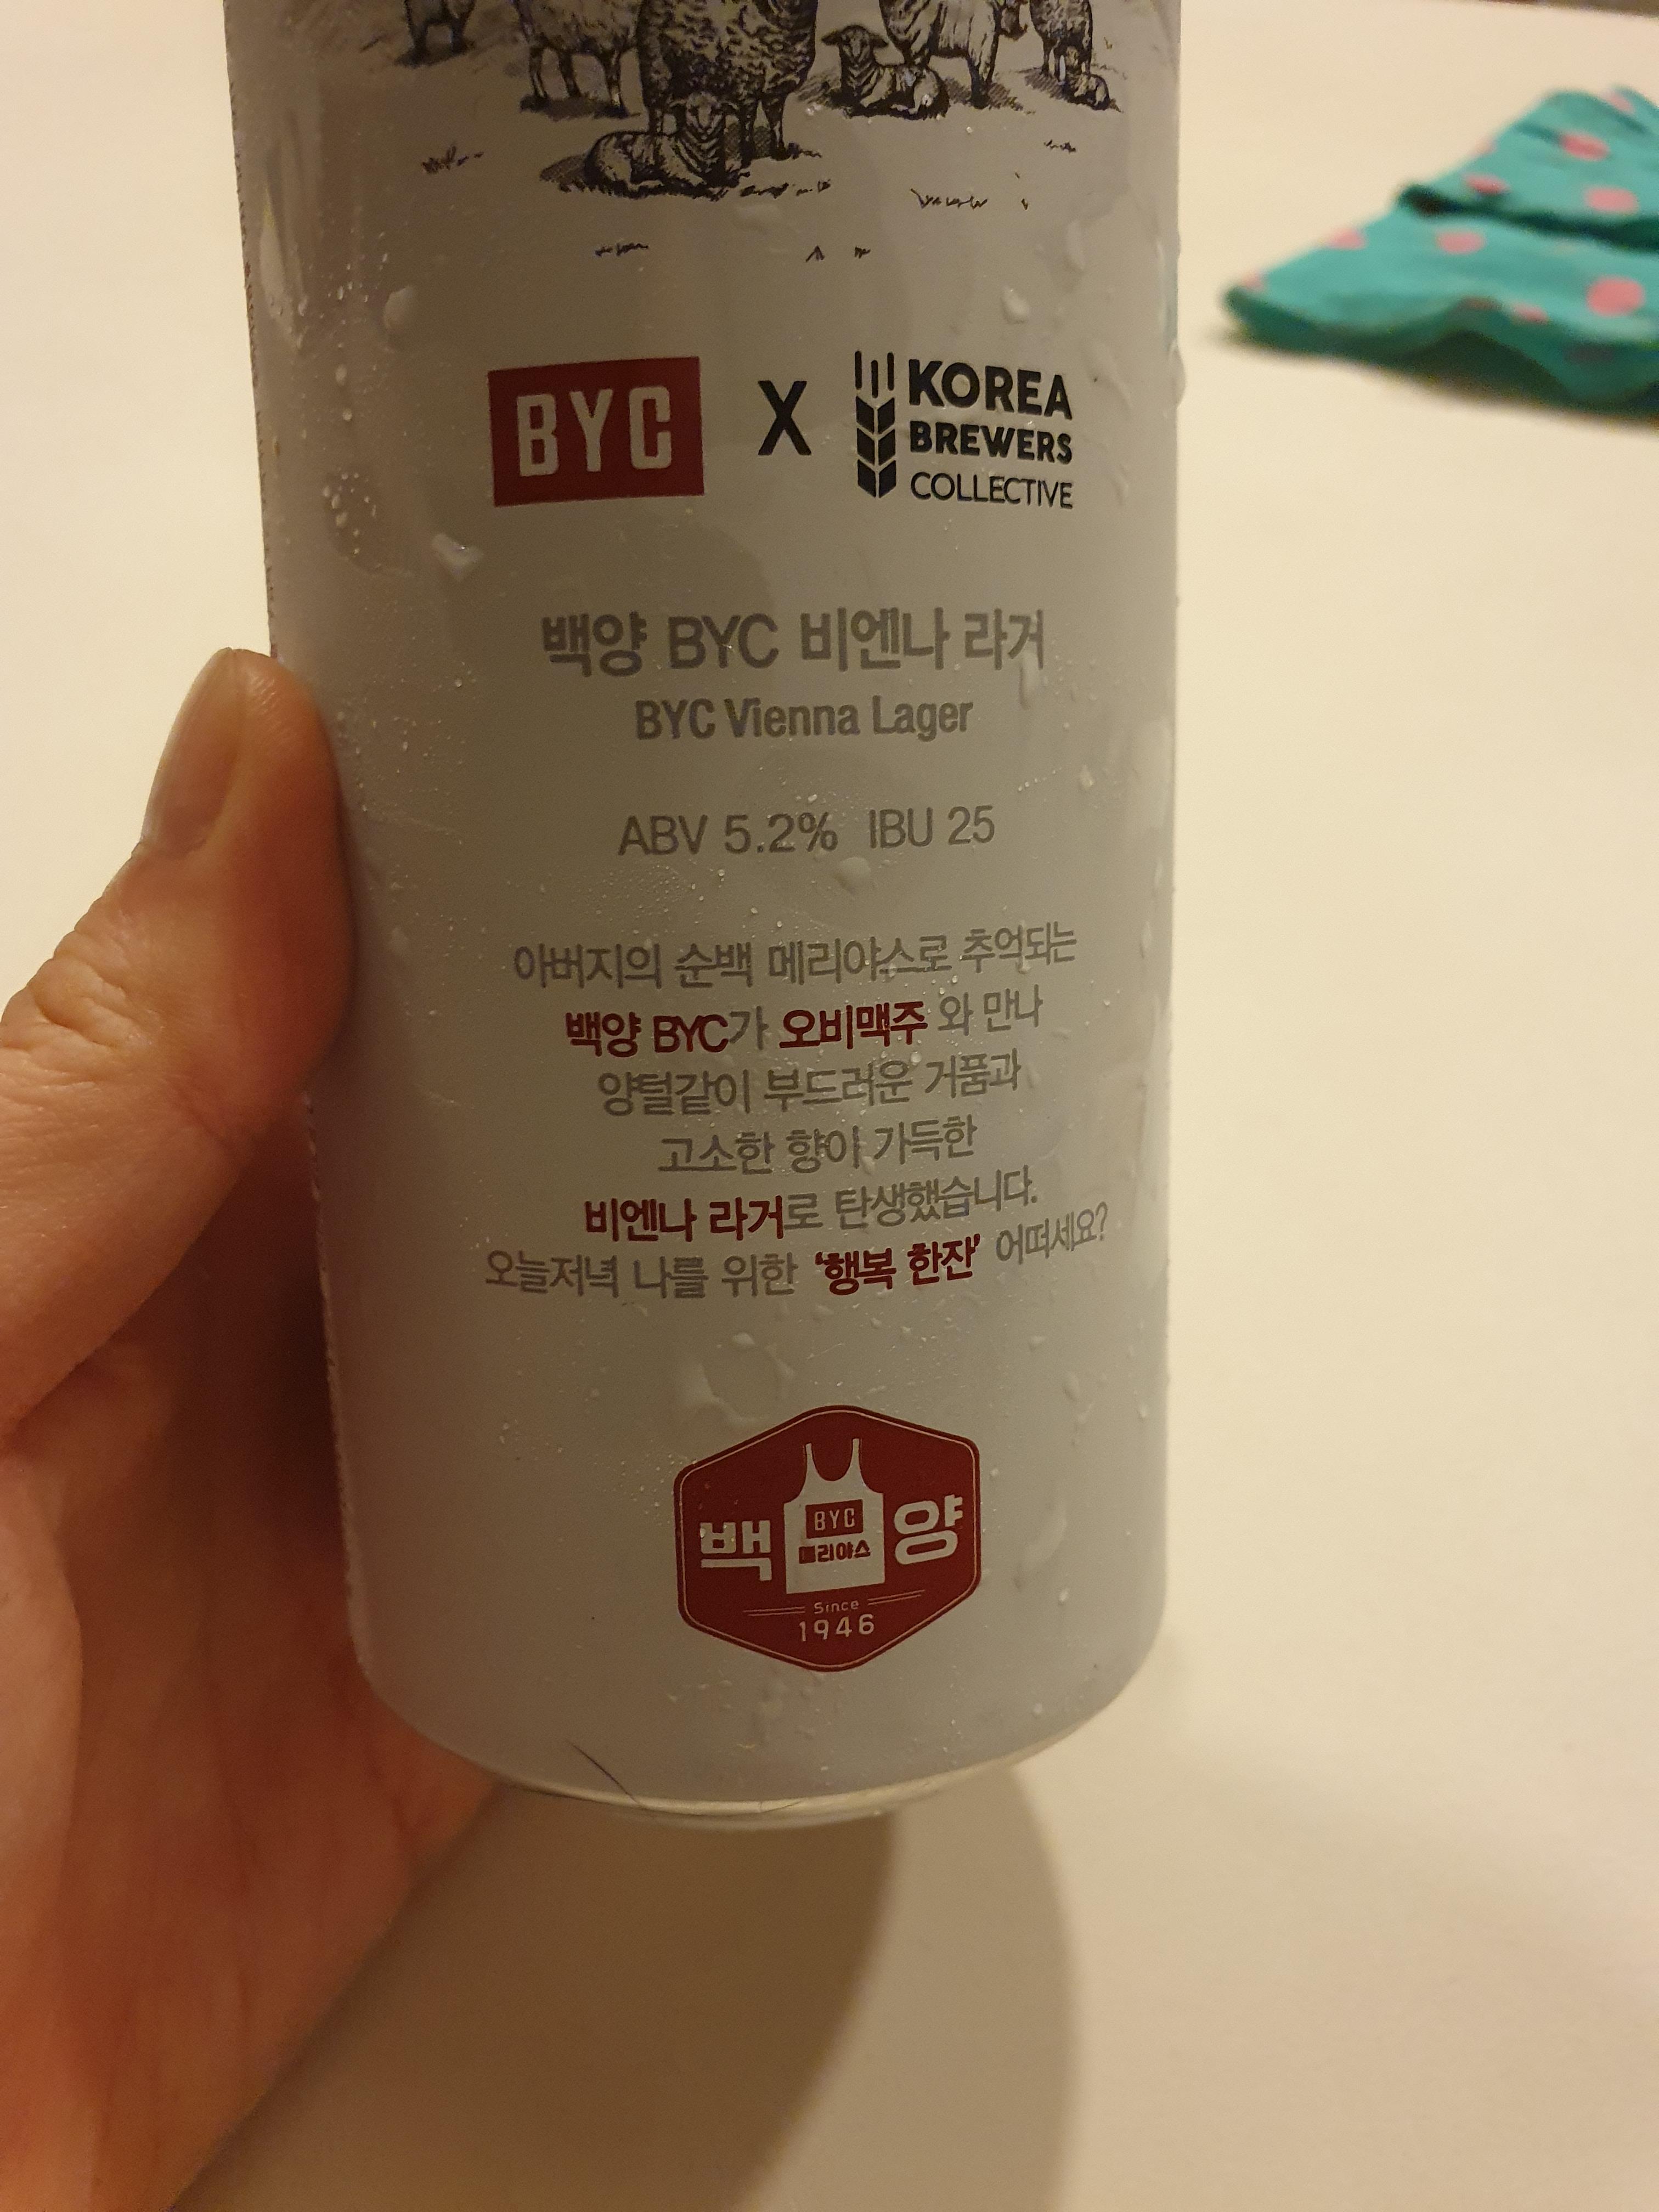 BYC X KOREA
BREWERS
COLLECTIVE
백양 BYC 비엔나 라거
BYC Vienna Lager
ABV 5.2% IBU 25
아버지의 순백 메리야스로 추억되는
백양 BYC가 오비맥주 와 만나
양털같이 부드러운 거품과
고소한 향이 가득한
비엔나 라거로 탄생했습니다.
오늘저녁 나를 위한 '행복 한잔' 어떠세요?
백 BYC 양
메리야스
Since
1946